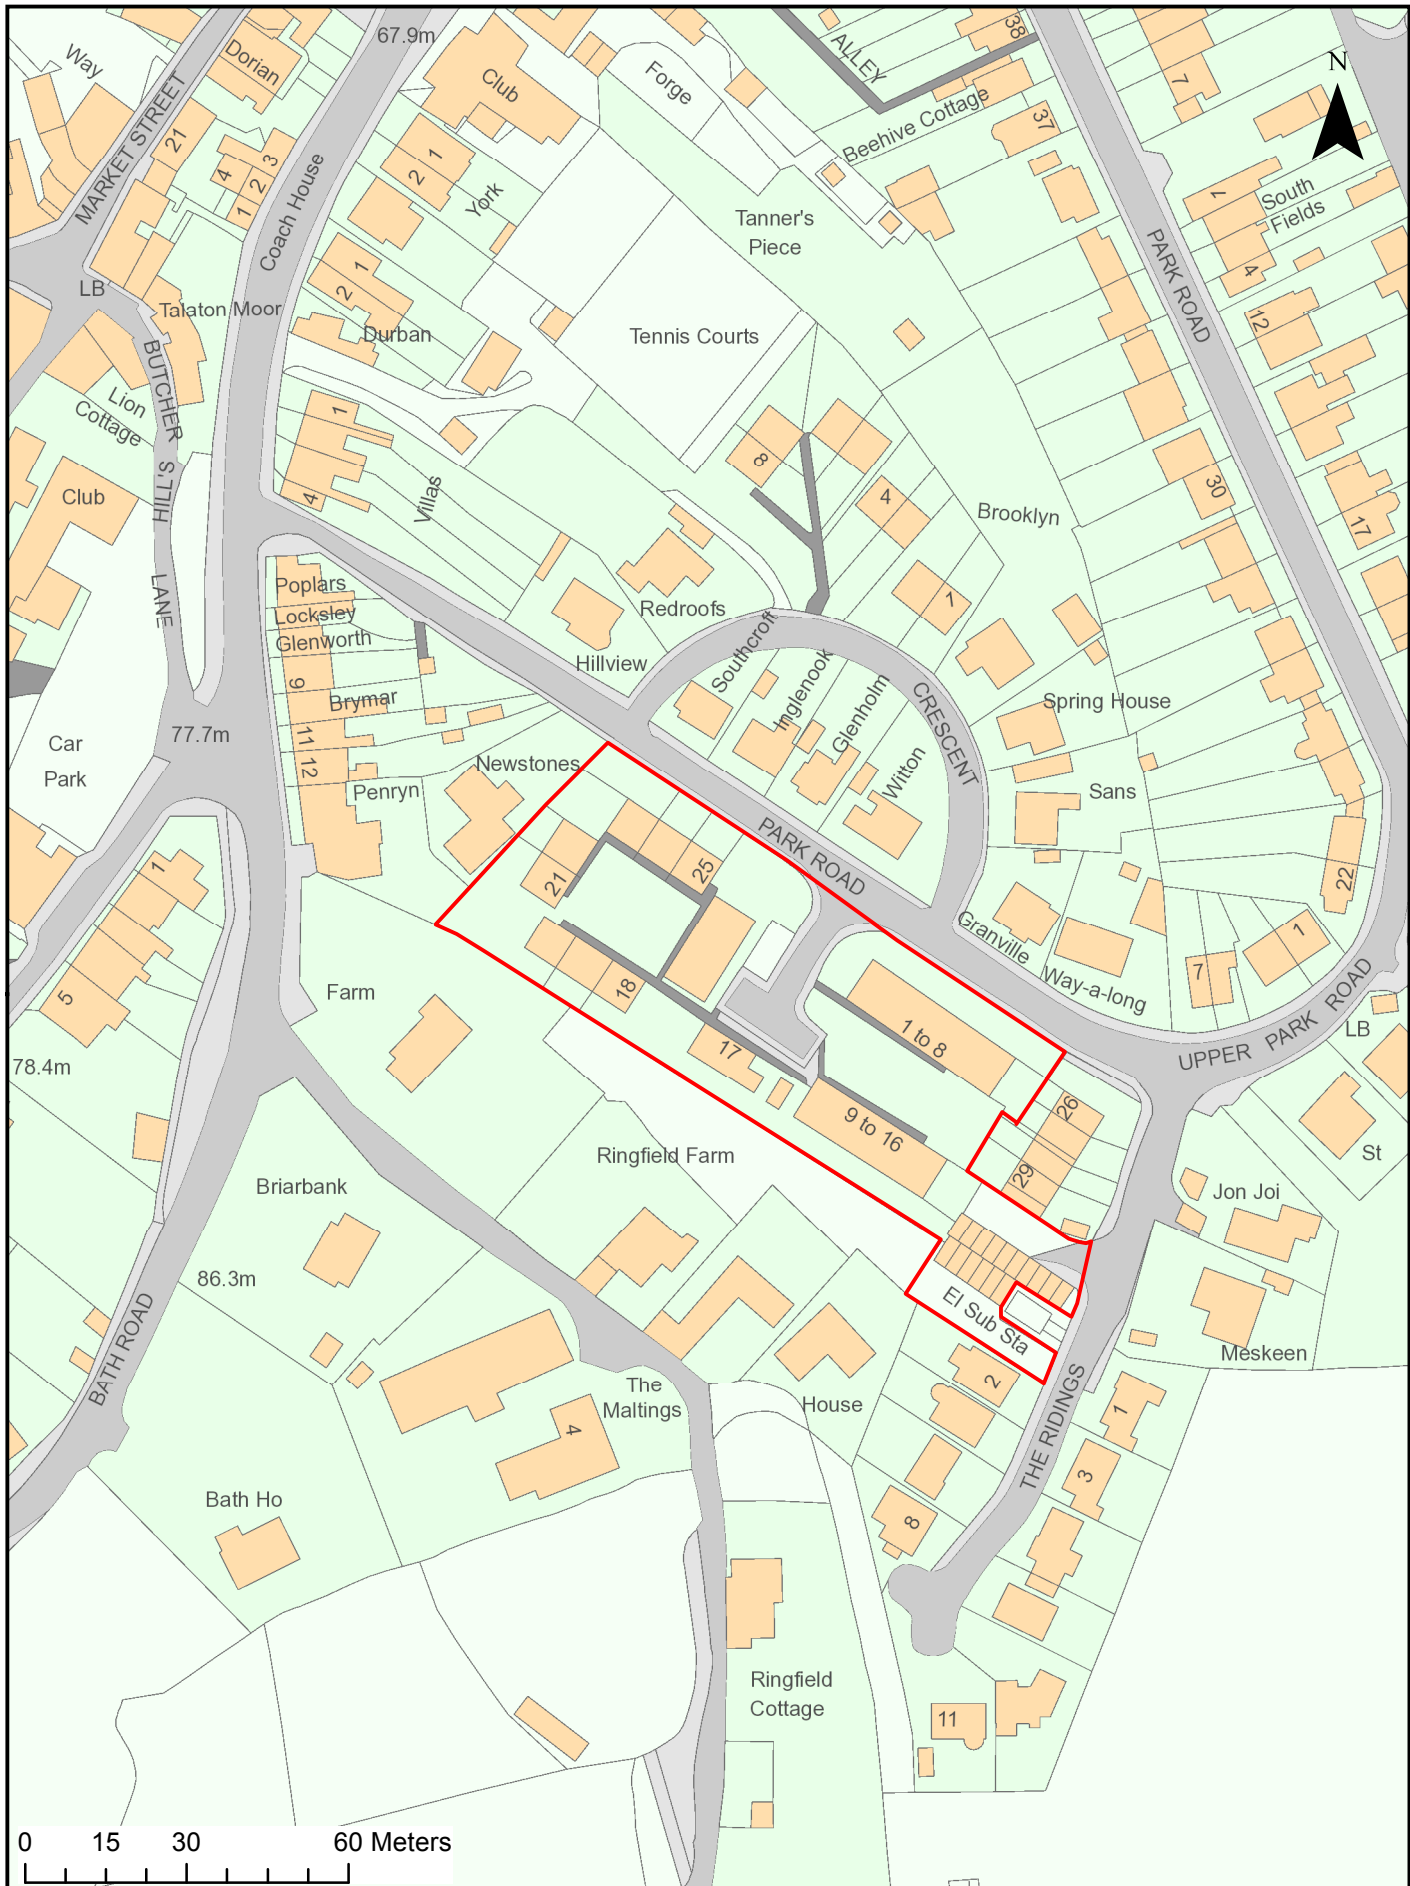 67.9m
Way
Dorian
Club
Forge
ALLEY
38
7
N
MARKET STREET
21
4
3
2
1
Coach House
1
2
York
Beehive Cottage
37
Tanner's
Piece
PARK ROAD
7
South
Fields
4
LB
Talaton Moor
1
2
Durban
Tennis Courts
12
BUTCHER
HILL'S
LANE
Lion
Cottage
1
4
Villas
8
4
Brooklyn
30
17
Club
Poplars
Locksley
Glenworth
9
Brymar
11
12
Penryn
Redroofs
Hillview
Southcroft
Inglenook
Glenholm
Witton
CRESCENT
7
Spring House
Sans
77.7m
Car
Park
Newstones
PARK ROAD
21
25
22
1
5
Granville
Way-a-long
7
1
Farm
18
17
1 to 8
9 to 16
UPPER PARK ROAD
LB
78.4m
26
29
St
Ringfield Farm
Briarbank
Jon Joi
86.3m
El Sub Sta
BATH ROAD
Meskeen
The
Maltings
4
House
2
THE RIDINGS
1
3
8
Bath Ho
Ringfield
Cottage
11
0 15 30 60 Meters